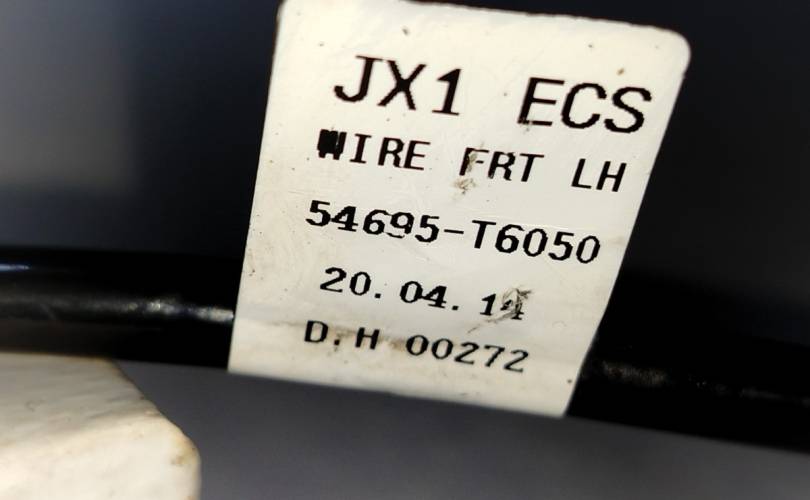 JX1 ECS
WIRE FRT LH
54695-T6050
20.04.14
D.H 00272